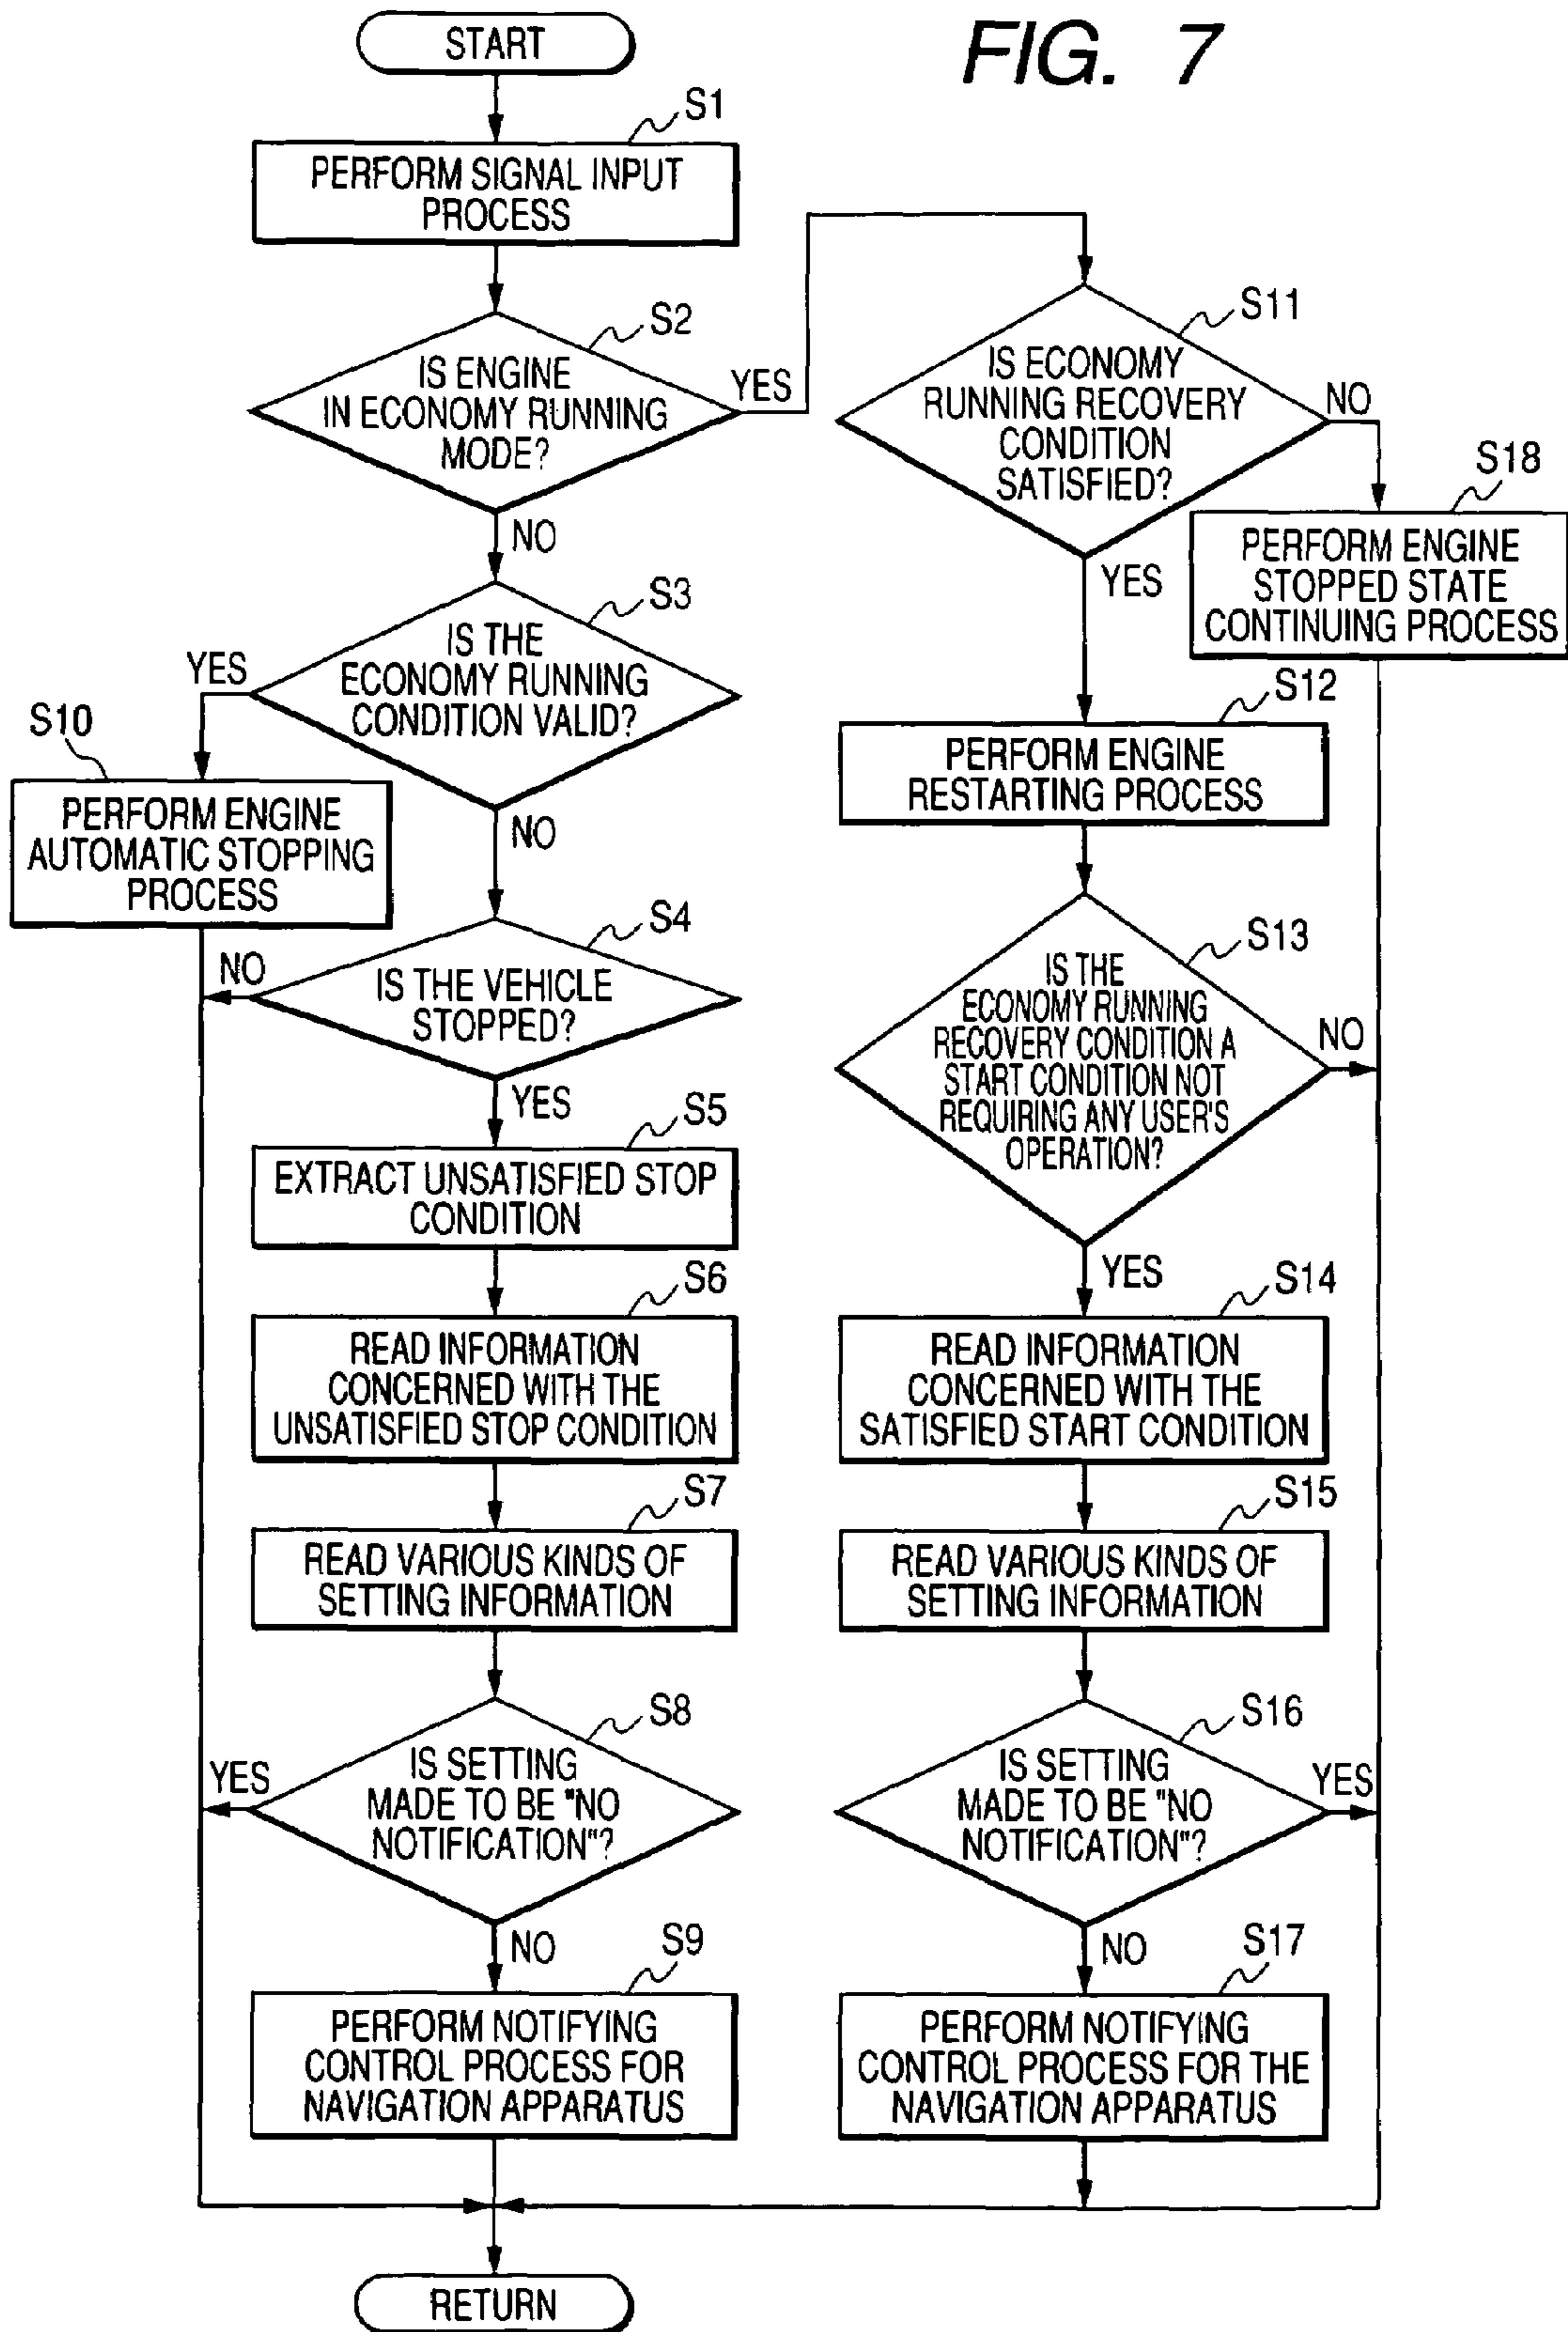 FIG. 7
START
S1
PERFORM SIGNAL INPUT
PROCESS
S2
IS ENGINE
IN ECONOMY RUNNING
MODE?
YES
NO
S3
IS THE
ECONOMY RUNNING
CONDITION VALID?
YES
NO
S10
PERFORM ENGINE
AUTOMATIC STOPPING
PROCESS
S4
IS THE VEHICLE
STOPPED?
NO
YES
S5
EXTRACT UNSATISFIED STOP
CONDITION
S6
READ INFORMATION
CONCERNED WITH THE
UNSATISFIED STOP CONDITION
S7
READ VARIOUS KINDS OF
SETTING INFORMATION
S8
IS SETTING
MADE TO BE "NO
NOTIFICATION"?
YES
NO
S9
PERFORM NOTIFYING
CONTROL PROCESS FOR
NAVIGATION APPARATUS
S11
IS ECONOMY
RUNNING RECOVERY
CONDITION
SATISFIED?
NO
YES
S18
PERFORM ENGINE
STOPPED STATE
CONTINUING PROCESS
S12
PERFORM ENGINE
RESTARTING PROCESS
S13
IS THE
ECONOMY RUNNING
RECOVERY CONDITION A
START CONDITION NOT
REQUIRING ANY USER'S
OPERATION?
NO
YES
S14
READ INFORMATION
CONCERNED WITH THE
SATISFIED START CONDITION
S15
READ VARIOUS KINDS OF
SETTING INFORMATION
S16
IS SETTING
MADE TO BE "NO
NOTIFICATION"?
YES
NO
S17
PERFORM NOTIFYING
CONTROL PROCESS FOR THE
NAVIGATION APPARATUS
RETURN